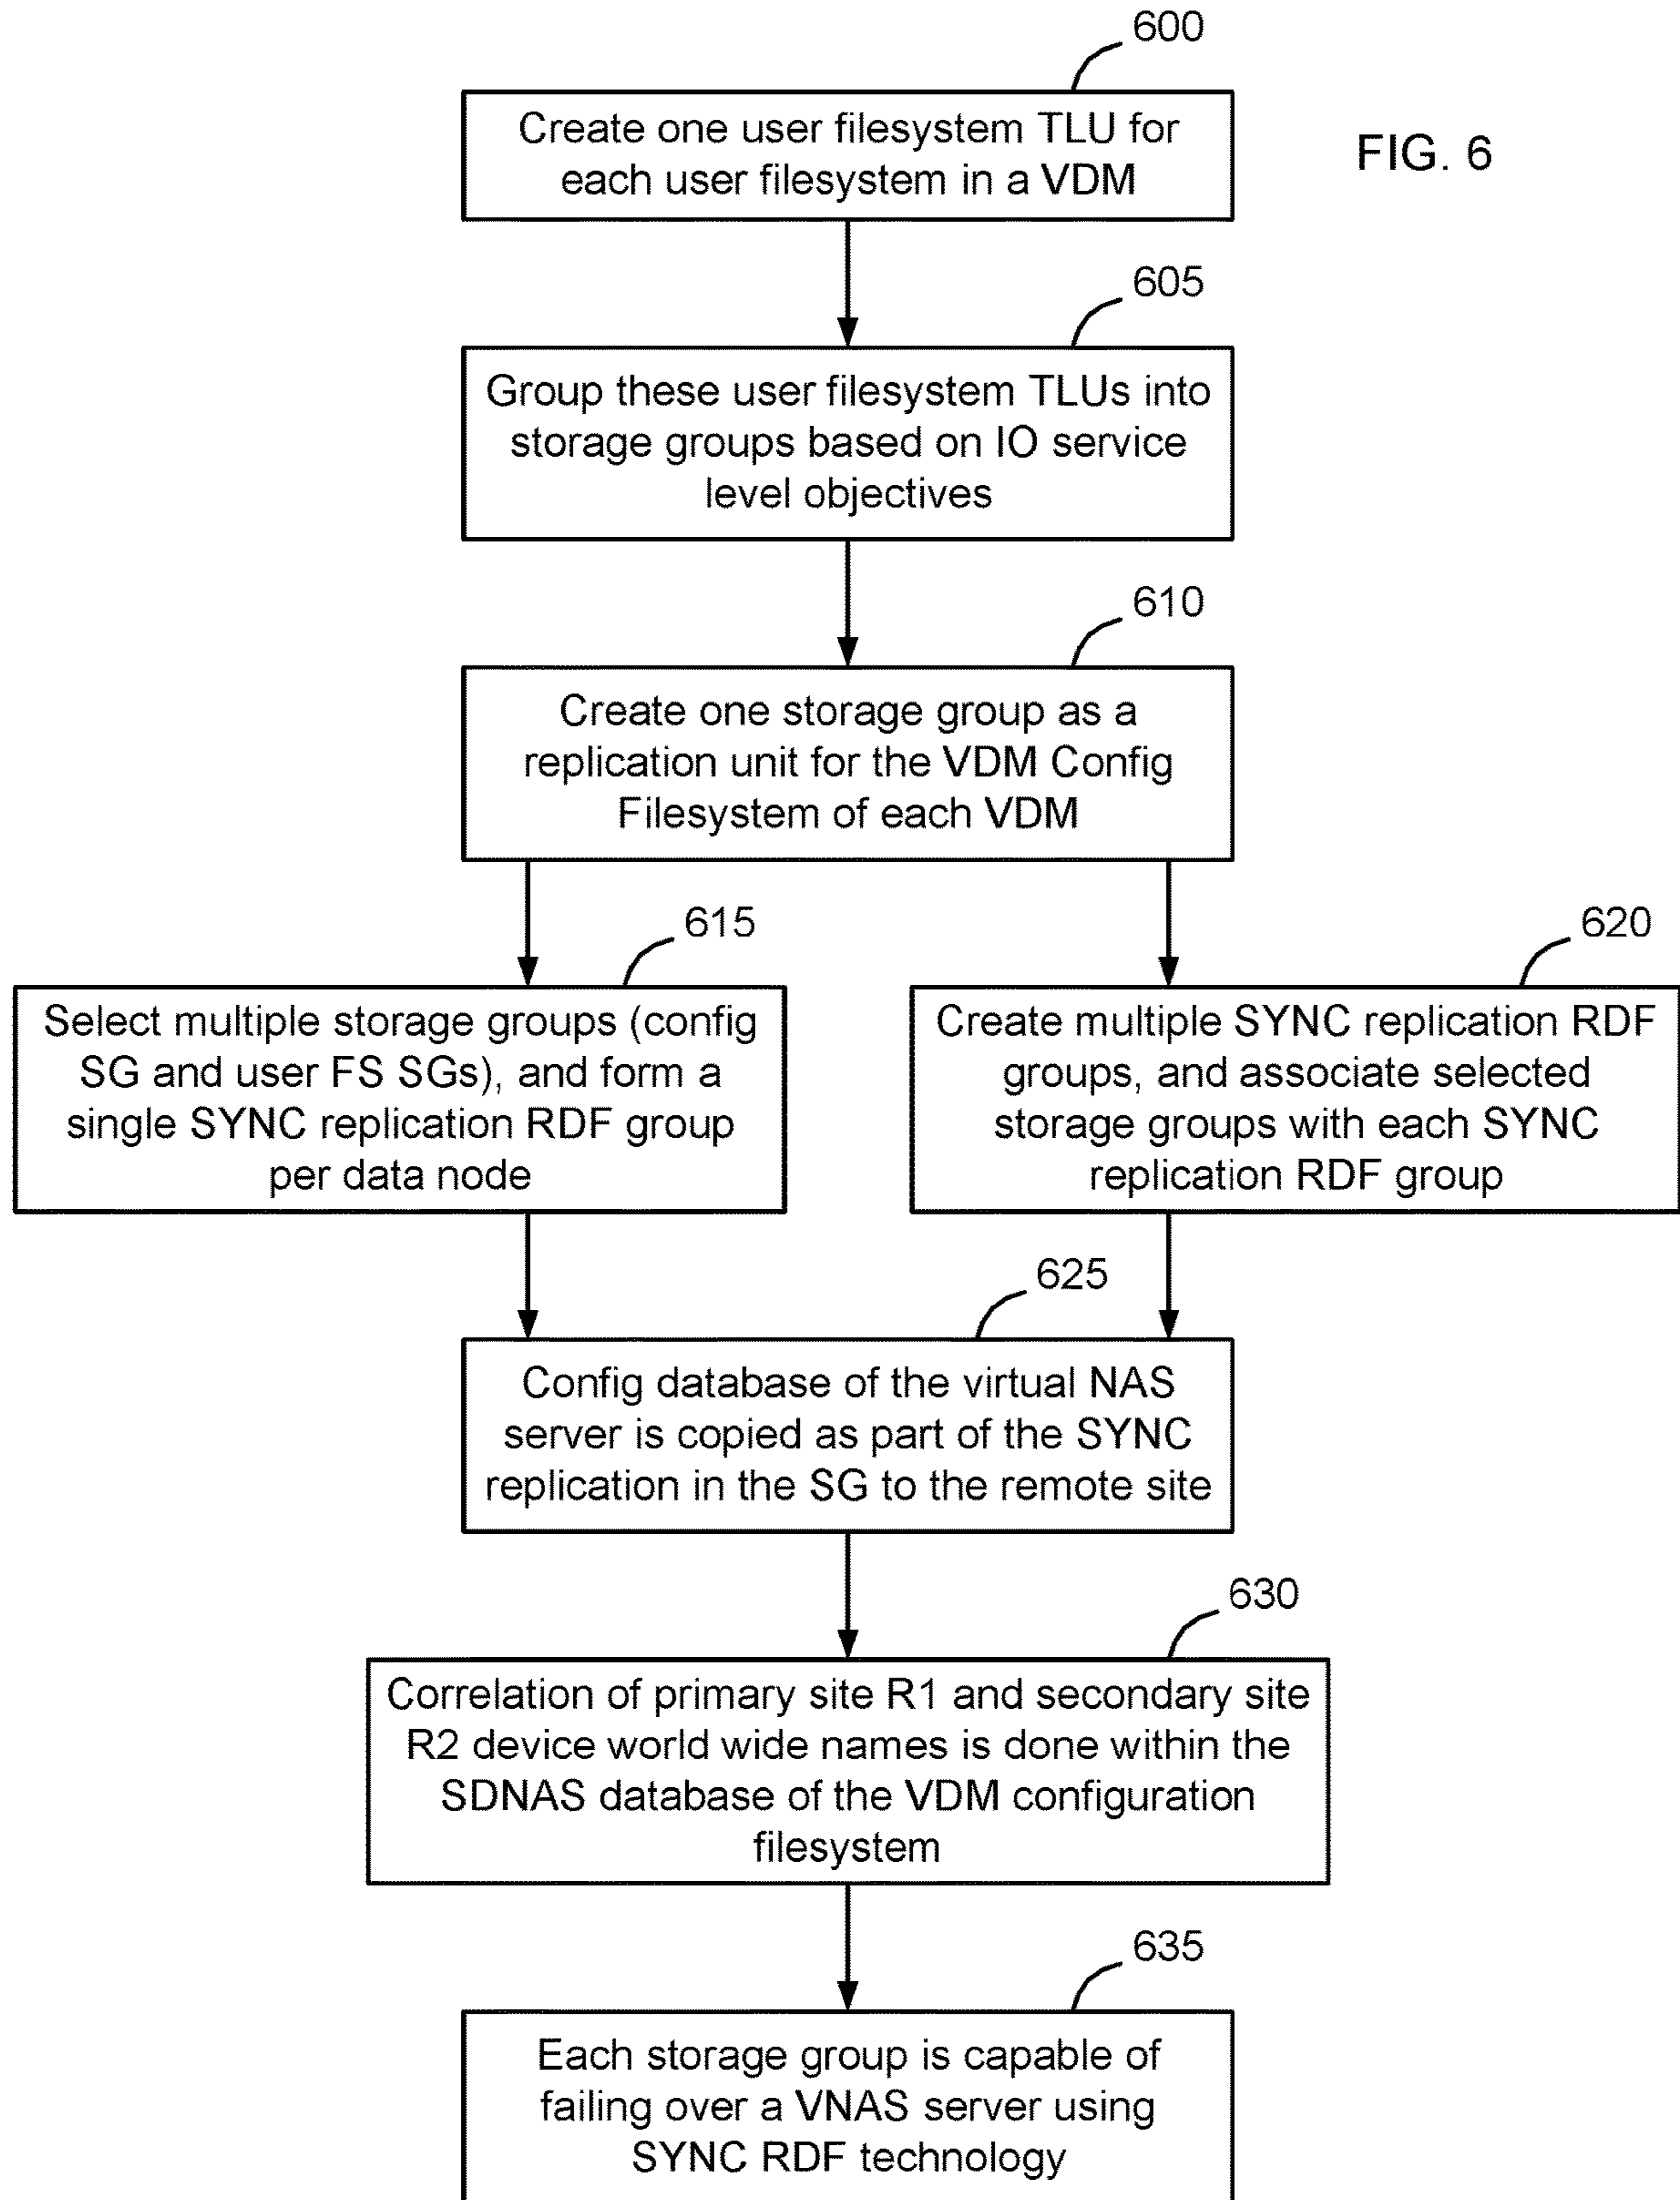 600
Create one user filesystem TLU for
each user filesystem in a VDM
FIG. 6
605
Group these user filesystem TLUs into
storage groups based on IO service
level objectives
610
Create one storage group as a
replication unit for the VDM Config
Filesystem of each VDM
615
Select multiple storage groups (config
SG and user FS SGs), and form a
single SYNC replication RDF group
per data node
620
Create multiple SYNC replication RDF
groups, and associate selected
storage groups with each SYNC
replication RDF group
625
Config database of the virtual NAS
server is copied as part of the SYNC
replication in the SG to the remote site
630
Correlation of primary site R1 and secondary site
R2 device world wide names is done within the
SDNAS database of the VDM configuration
filesystem
635
Each storage group is capable of
failing over a VNAS server using
SYNC RDF technology